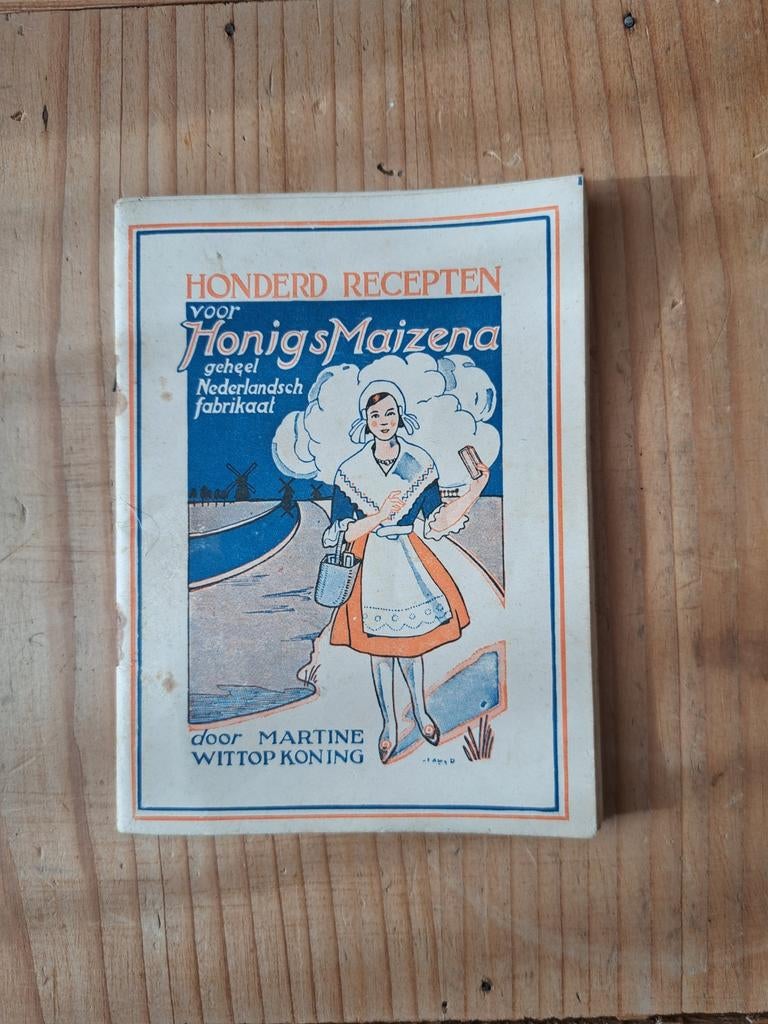 HONDERD RECEPTEN
voor
Honigs Maizena
geheel
Nederlandsch
fabrikaat
door MARTINE
WITTOP KONING